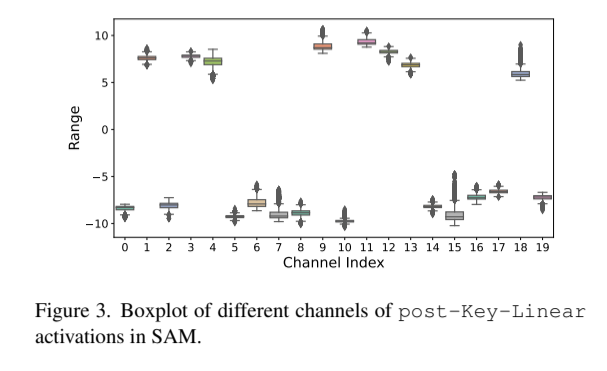 10
5
0
−5
−10
Range
0 1 2 3 4 5 6 7 8 9 10 11 12 13 14 15 16 17 18 19
Channel Index
Figure 3. Boxplot of different channels of post-Key-Linear
activations in SAM.